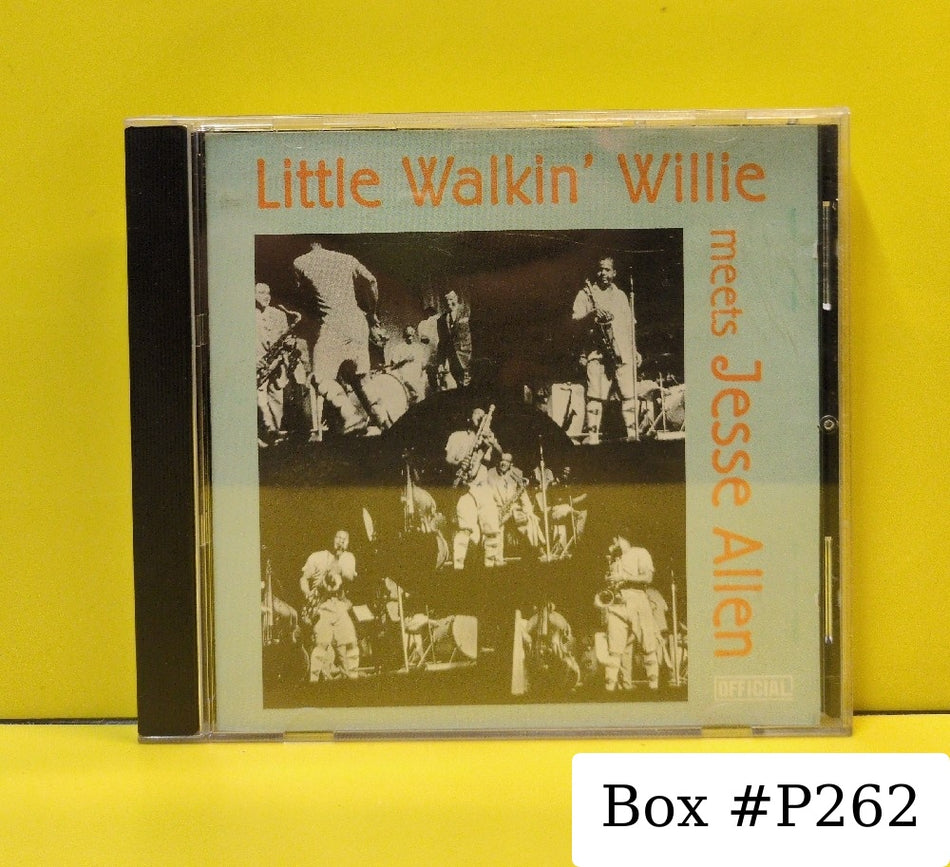 Little Walkin' Willie
meets Jesse Allen
OFFICIAL
Box #P262